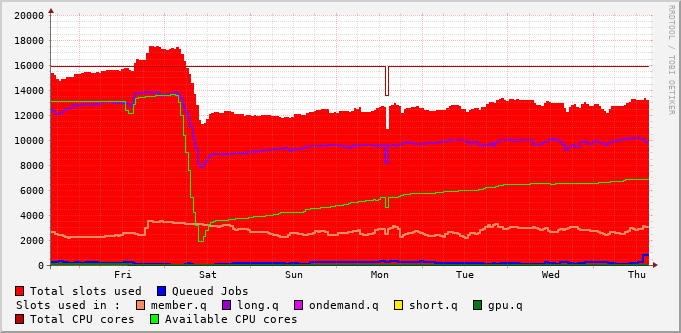 20000
18000
16000
14000
12000
10000
8000
6000
4000
2000
0
Fri Sat Sun Mon Tue Wed Thu
RRDTOOL / TOBI OETIKER
Total slots used Queued Jobs
Slots used in : member.q long.q ondemand.q short.q gpu.q
Total CPU cores Available CPU cores